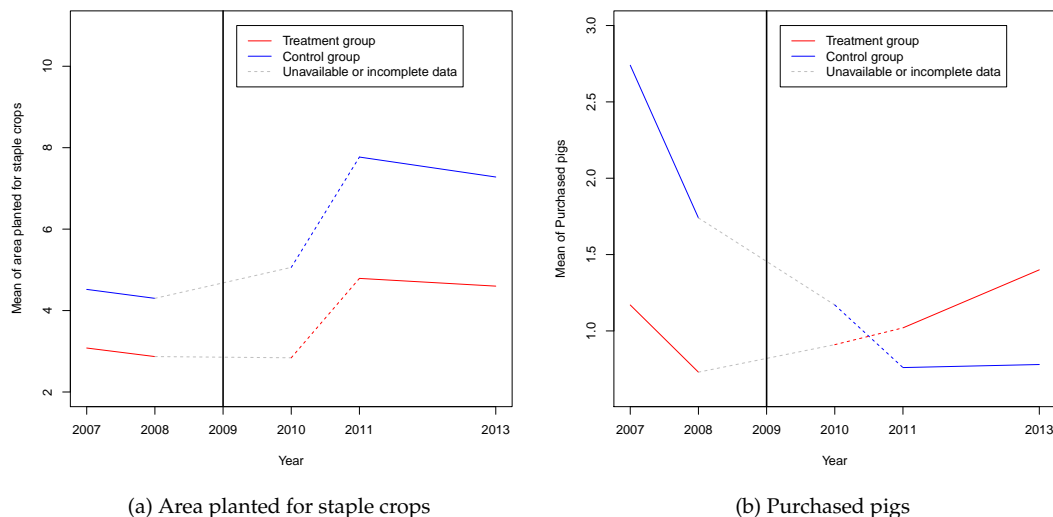 Treatment group
Control group
Unavailable or incomplete data
Mean of area planted for staple crops
10
8
6
4
2
2007 2008 2009 2010 2011 2013
Year
(a) Area planted for staple crops
Treatment group
Control group
Unavailable or incomplete data
Mean of Purchased pigs
3.0
2.5
2.0
1.5
1.0
2007 2008 2009 2010 2011 2013
Year
(b) Purchased pigs